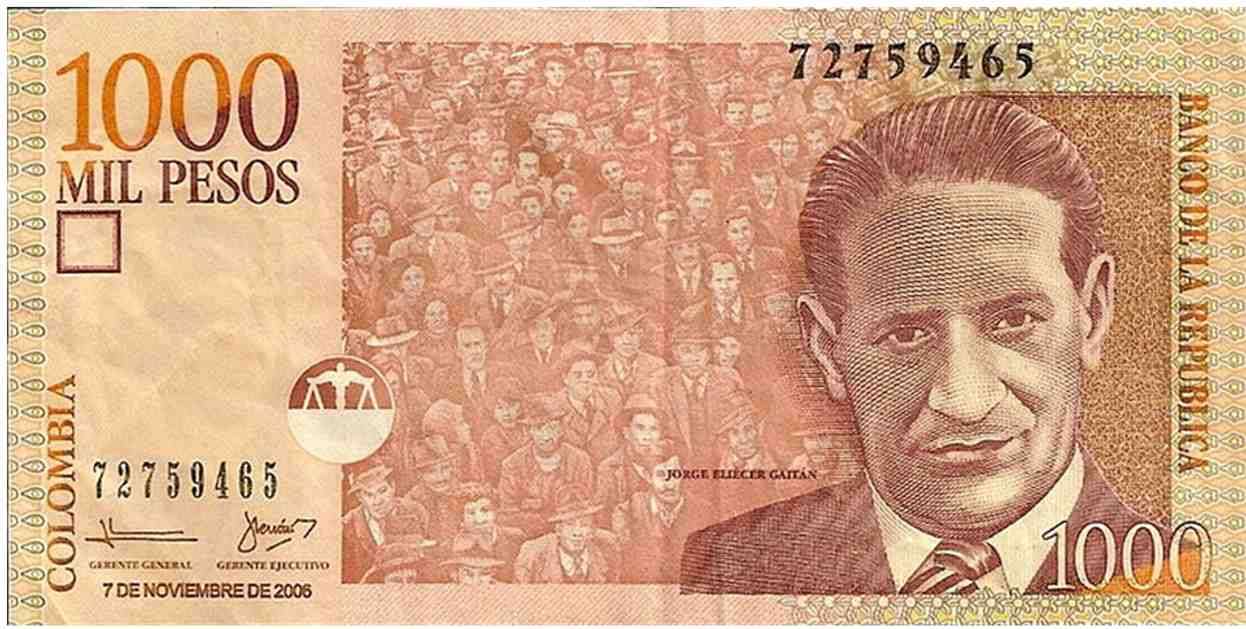 1000
MIL PESOS
72759465
BANCO DE LA REPUBLICA
COLOMBIA
72759465
JORGE ELIÉCER GAITÁN
GERENTE GENERAL GERENTE EJECUTIVO
7 DE NOVIEMBRE DE 2006
1000